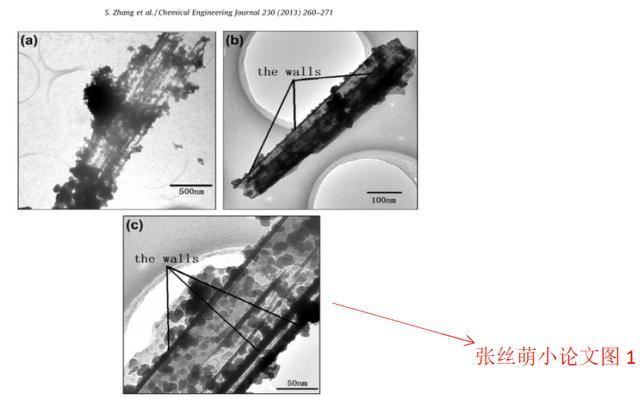 S. Zhang et al. / Chemical Engineering Journal 230 (2013) 260–271
(a)
500nm
(b)
the walls
100nm
(c)
the walls
50nm
张丝萌小论文图 1